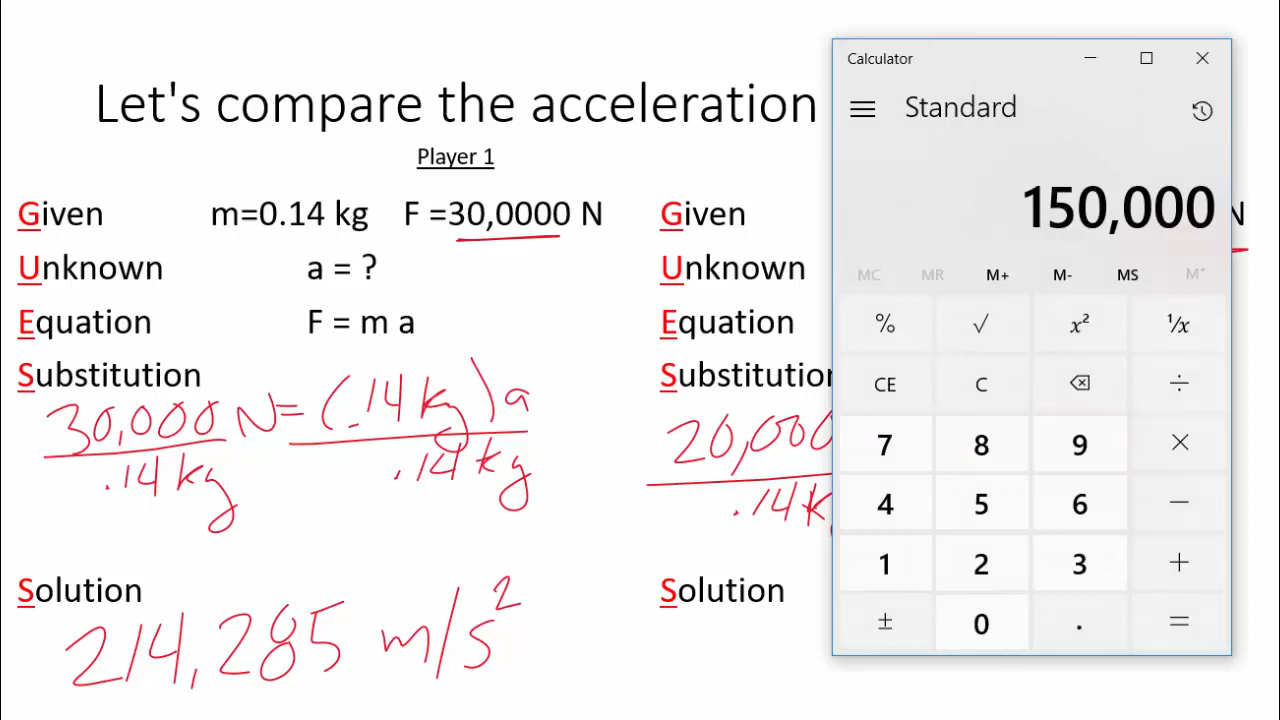 Let's compare the acceleration
Player 1
Given m=0.14 kg F =30,0000 N
Unknown a = ?
Equation F = m a
Substitution
30,000 N = (.14 kg) a
.14 kg .14 kg
Solution
214,285 m/s²
Given N
Unknown
Equation
Substitution
20,000
.14 k
Solution
Calculator
Standard
150,000
MC MR M+ M- MS M˅
% √ x² ¹/x
CE C ÷
7 8 9 ×
4 5 6 −
1 2 3 +
± 0 . =